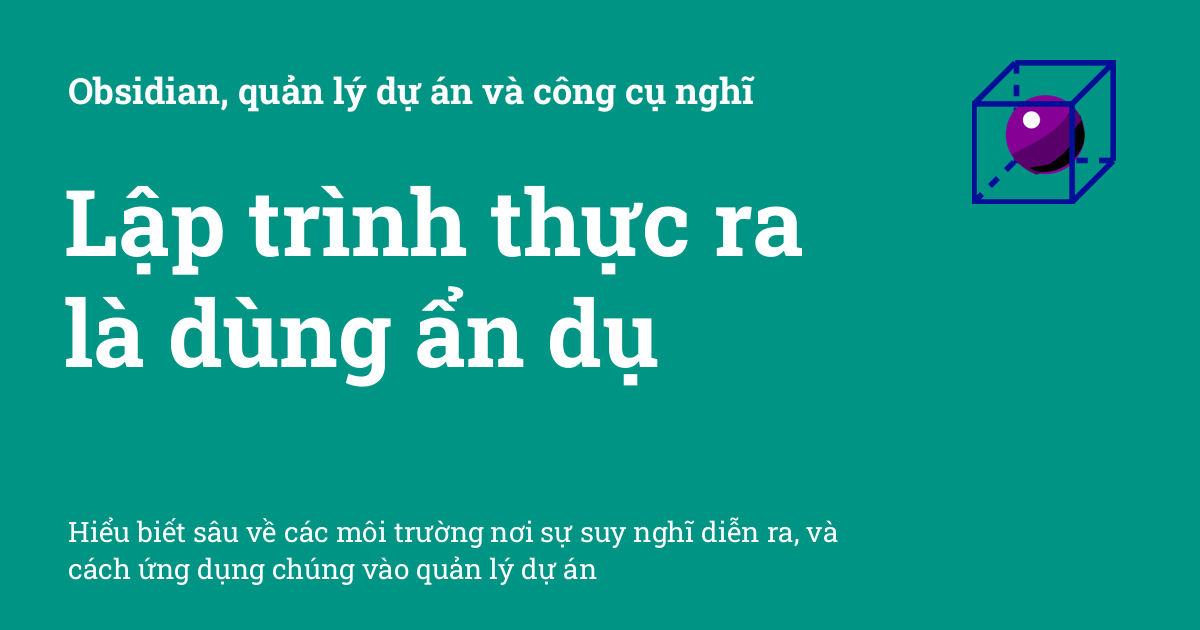 Obsidian, quản lý dự án và công cụ nghĩ
Lập trình thực ra
là dùng ẩn dụ
Hiểu biết sâu về các môi trường nơi sự suy nghĩ diễn ra, và
cách ứng dụng chúng vào quản lý dự án